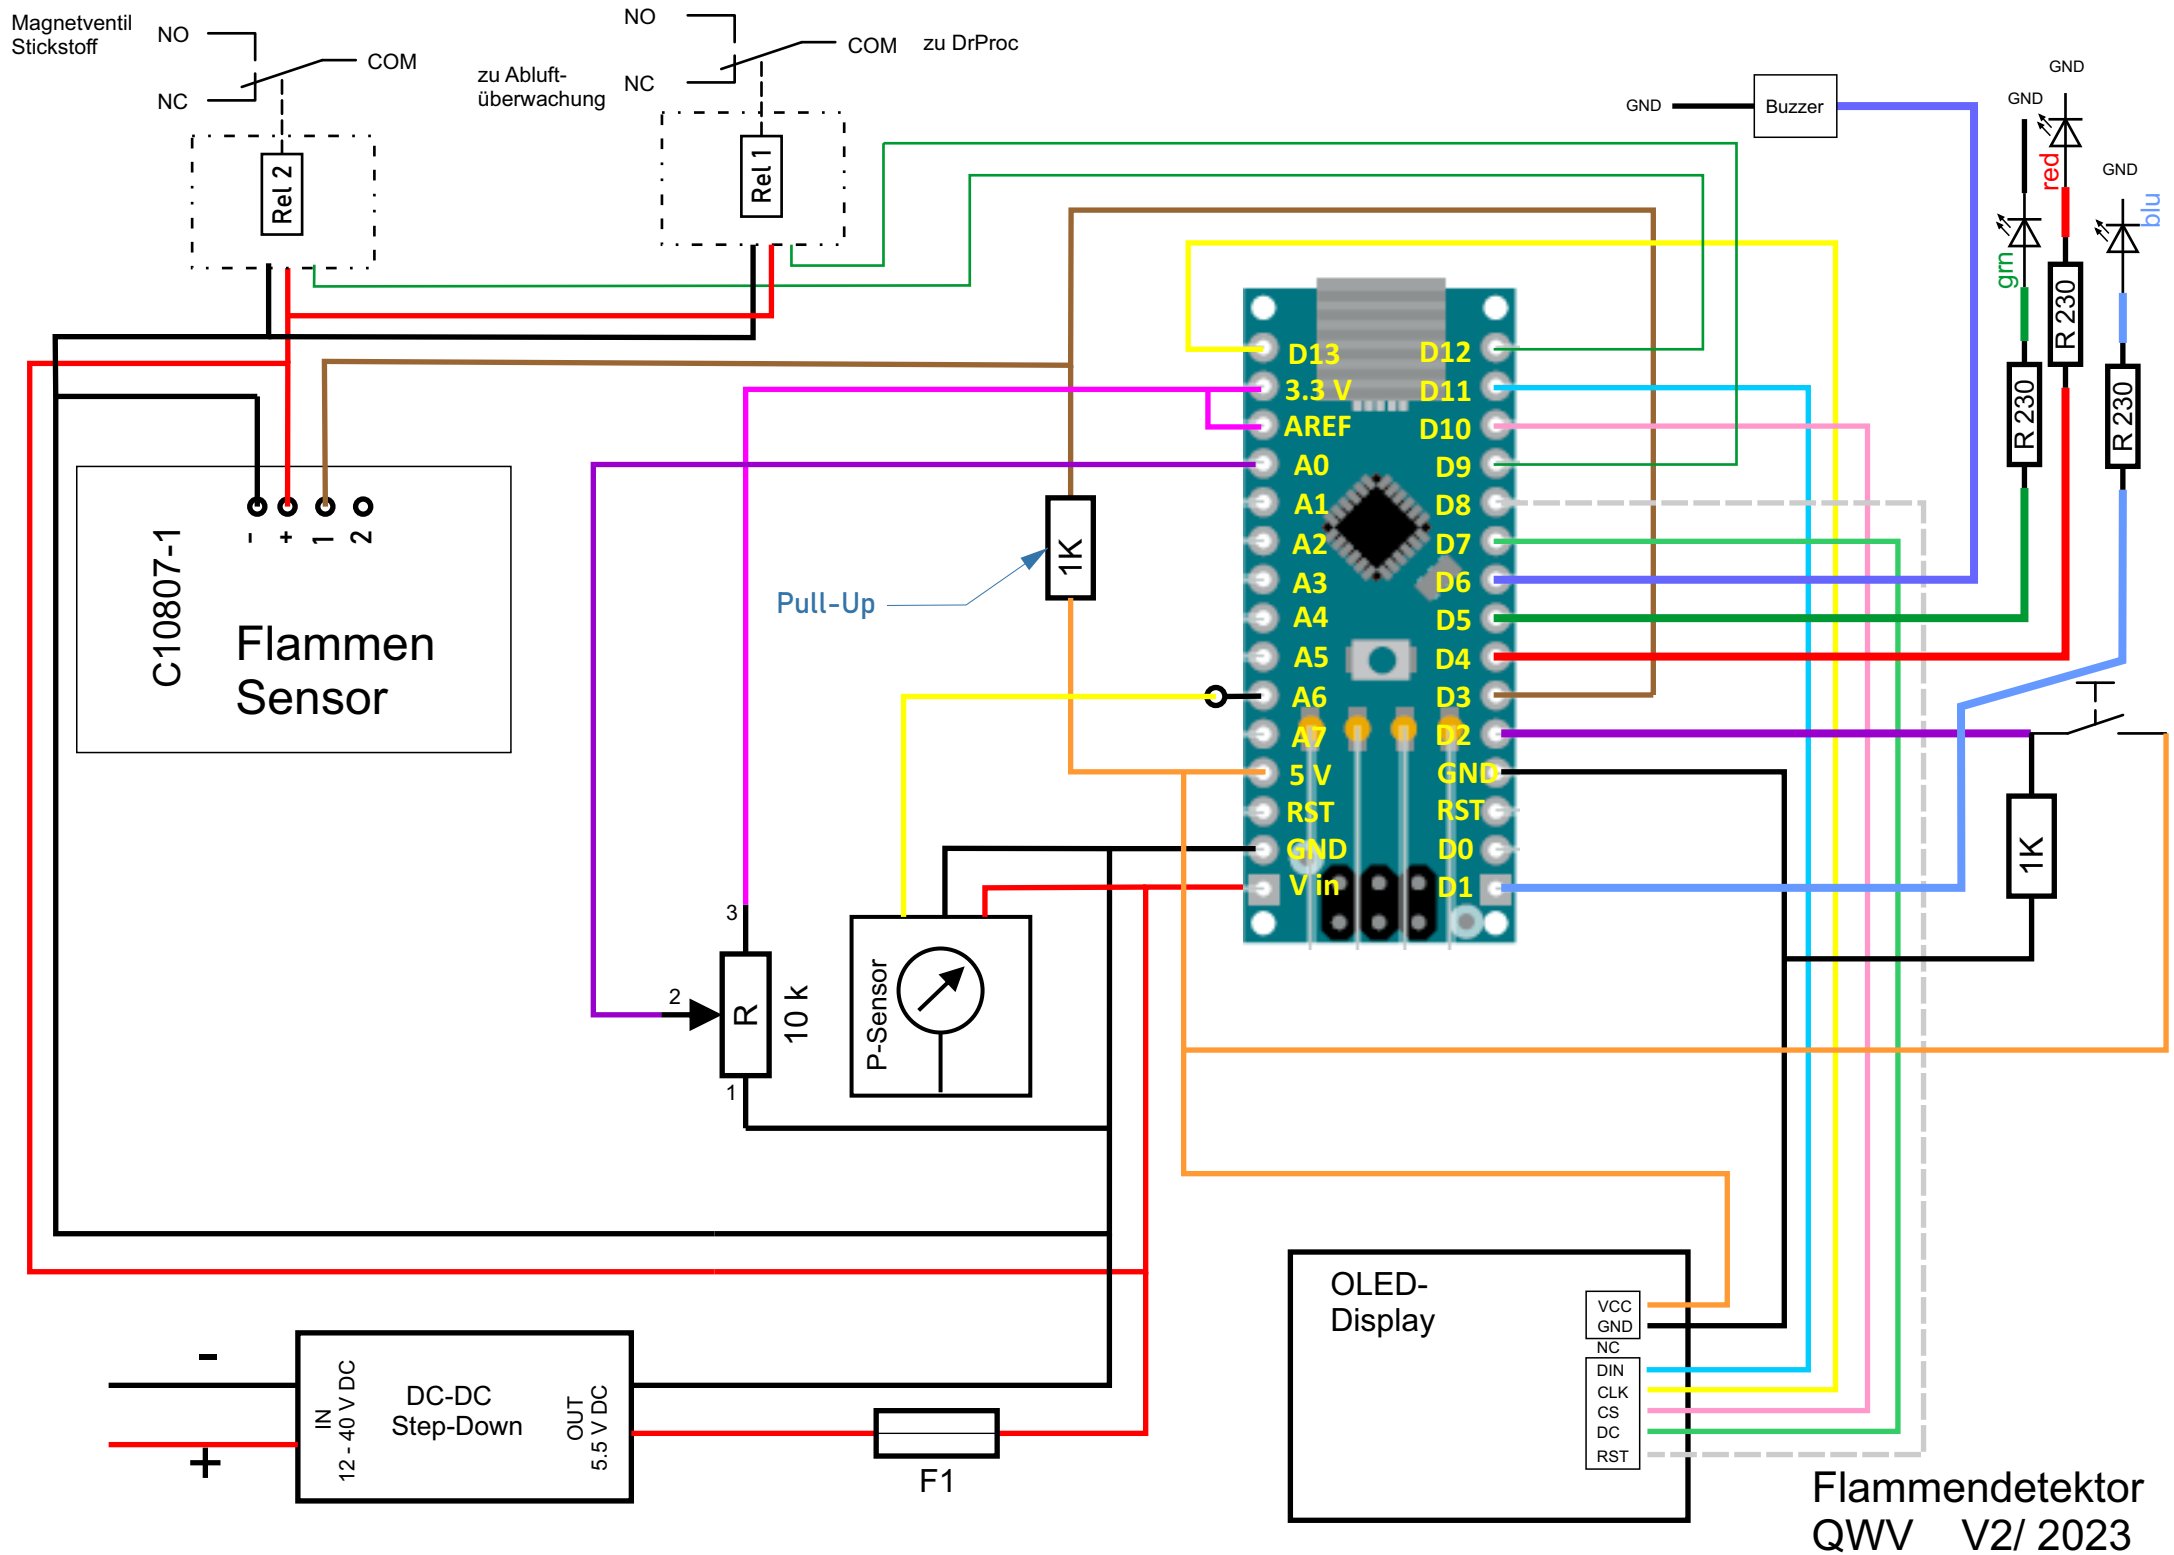 Magnetventil
Stickstoff
NO
NC
COM
Rel 2
NO
NC
COM
zu DrProc
zu Abluft-
überwachung
Rel 1
GND
Buzzer
GND
GND
GND
red
blu
grn
R 230
R 230
R 230
C10807-1
-
+
1
2
Flammen
Sensor
Pull-Up
1K
D13
3.3 V
AREF
A0
A1
A2
A3
A4
A5
A6
A7
5 V
RST
GND
V in
D12
D11
D10
D9
D8
D7
D6
D5
D4
D3
D2
GND
RST
D0
D1
1K
3
2
1
R
10 k
P-Sensor
-
+
IN
12 - 40 V DC
DC-DC
Step-Down
OUT
5.5 V DC
F1
OLED-
Display
VCC
GND
NC
DIN
CLK
CS
DC
RST
Flammendetektor
QWV V2/ 2023